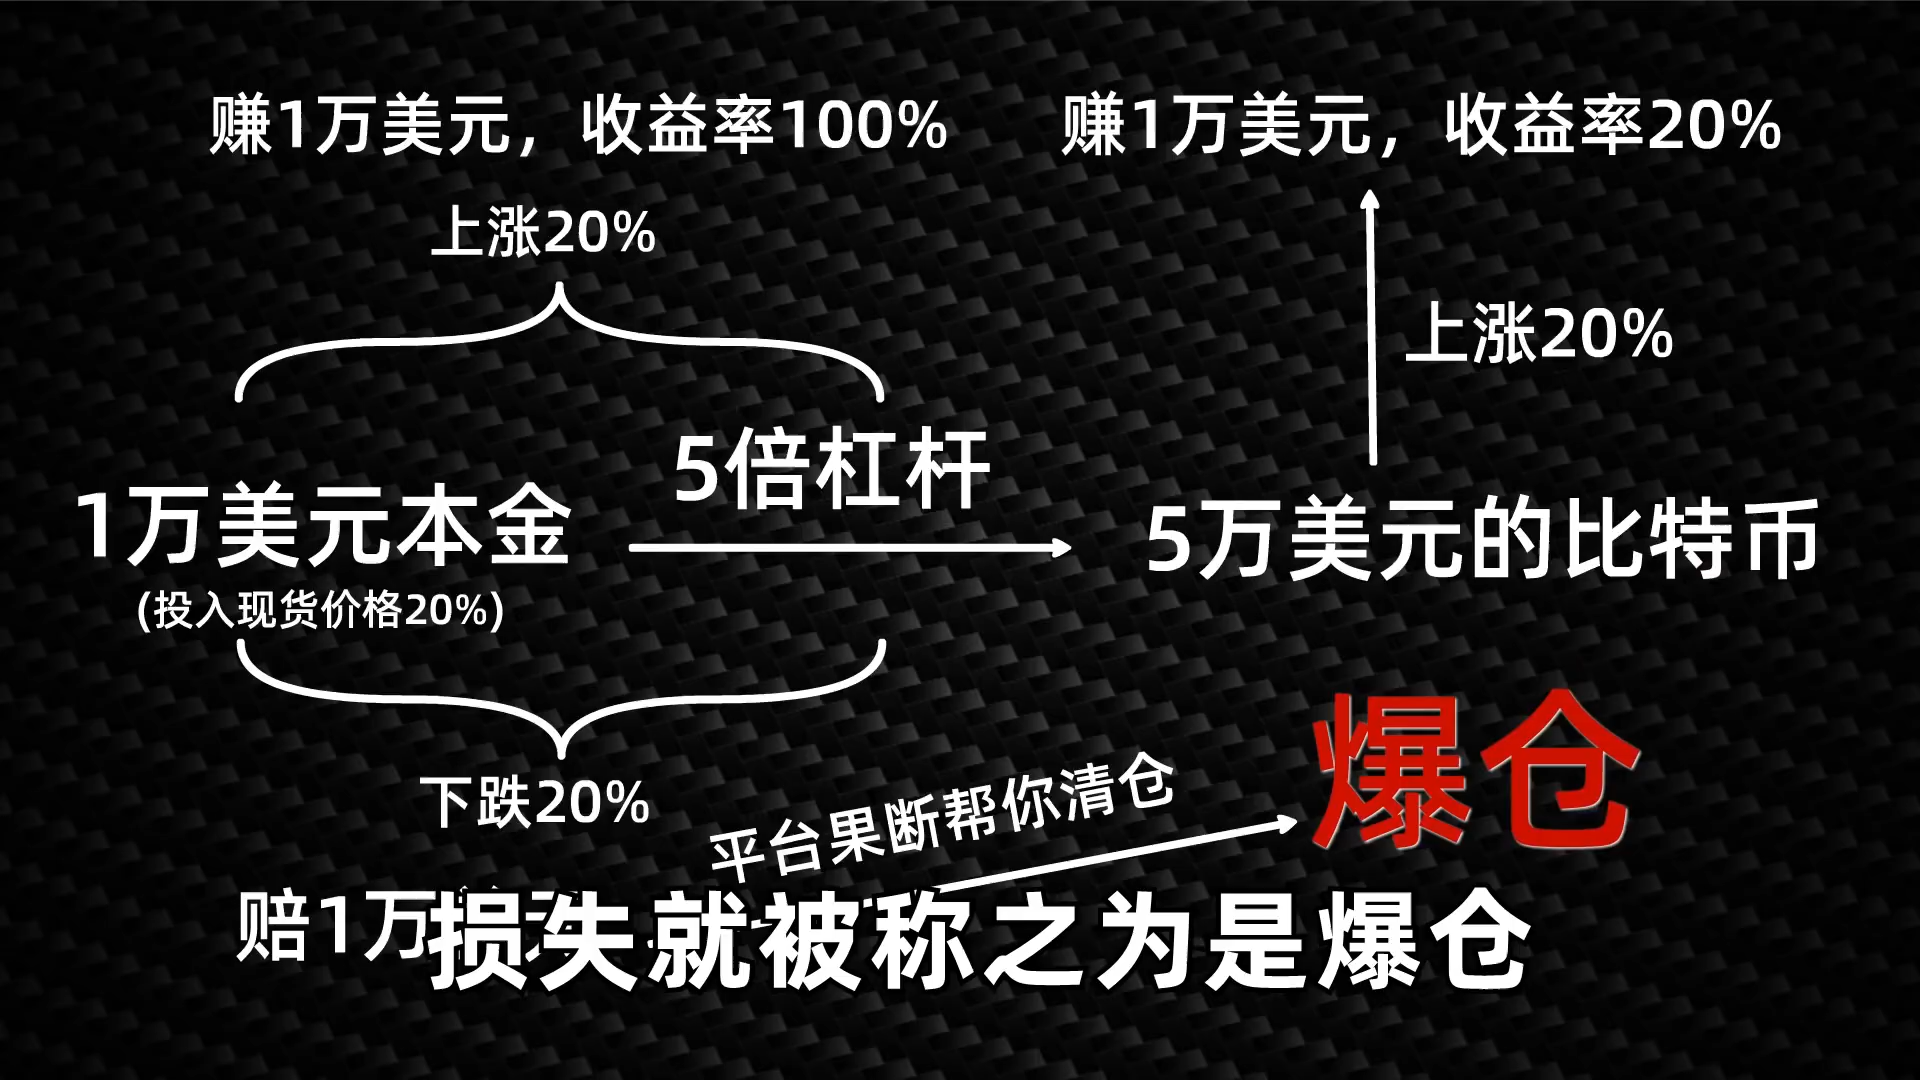 赚1万美元，收益率100%
赚1万美元，收益率20%
上涨20%
上涨20%
5倍杠杆
1万美元本金
5万美元的比特币
(投入现货价格20%)
爆仓
下跌20%
平台果断帮你清仓
赔1万
损失就被称之为是爆仓